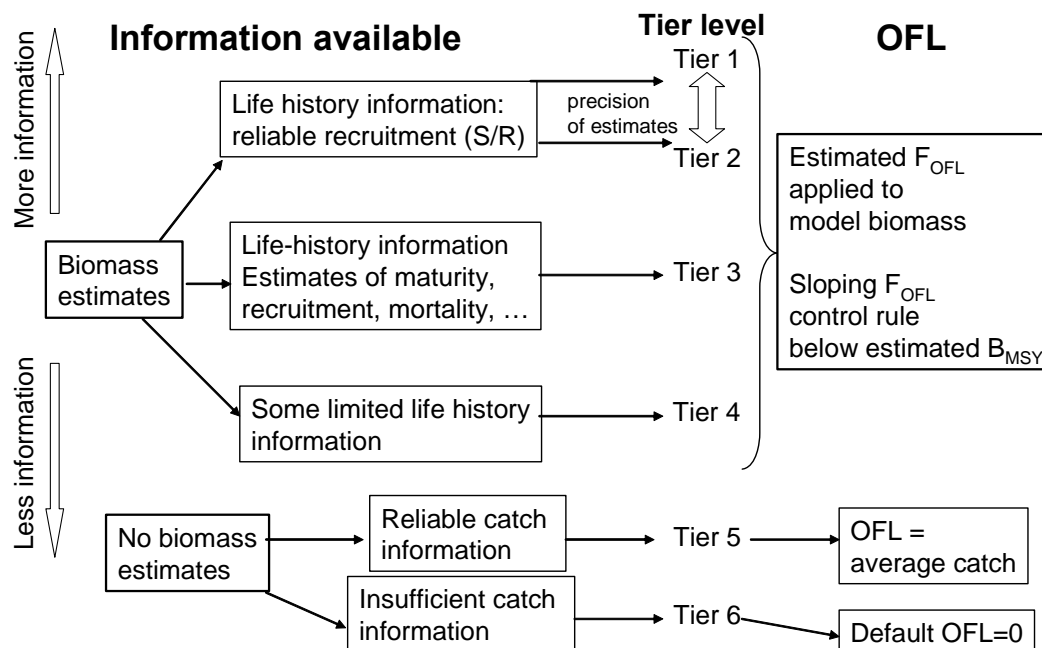 Information available
Tier level
OFL
More information
Less information
Biomass
estimates
Life history information:
reliable recruitment (S/R)
precision
of estimates
Tier 1
Tier 2
Life-history information
Estimates of maturity,
recruitment, mortality, …
Tier 3
Some limited life history
information
Tier 4
Estimated FOFL
applied to
model biomass
Sloping FOFL
control rule
below estimated BMSY
No biomass
estimates
Reliable catch
information
Tier 5
OFL =
average catch
Insufficient catch
information
Tier 6
Default OFL=0